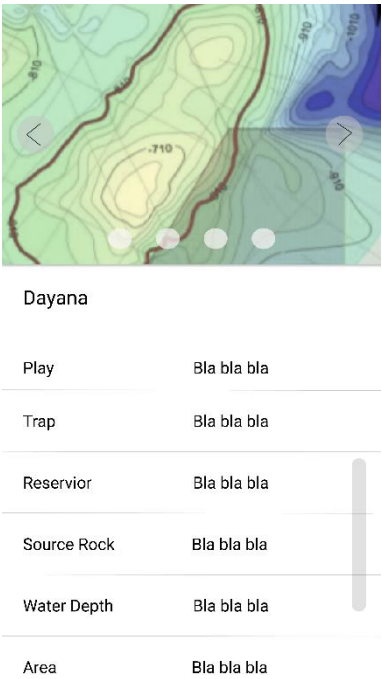 -810
-910
-1010
-710
-910
Dayana
Play Bla bla bla
Trap Bla bla bla
Reservior Bla bla bla
Source Rock Bla bla bla
Water Depth Bla bla bla
Area Bla bla bla